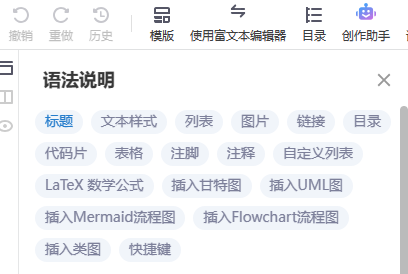 撤销 重做 历史 模版 使用富文本编辑器 目录 创作助手
语法说明
标题 文本样式 列表 图片 链接 目录
代码片 表格 注脚 注释 自定义列表
LaTeX 数学公式 插入甘特图 插入UML图
插入Mermaid流程图 插入Flowchart流程图
插入类图 快捷键